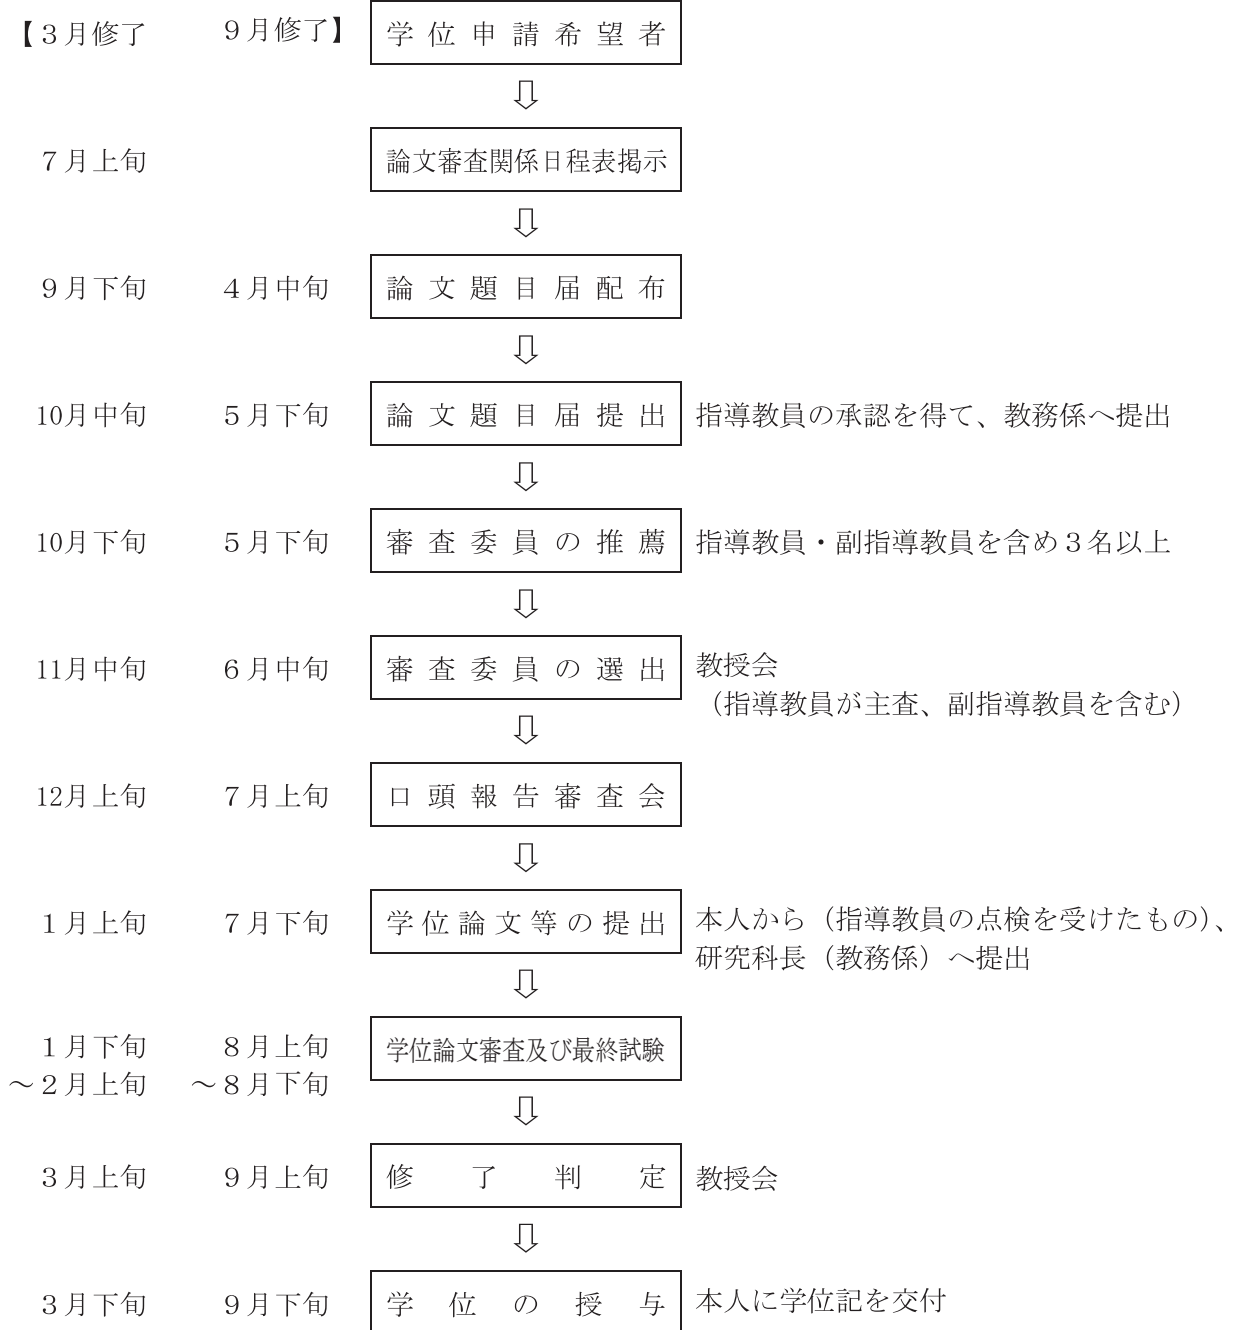 【３月修了　９月修了】　学位申請希望者
⇩
７月上旬　論文審査関係日程表掲示
⇩
９月下旬　４月中旬　論文題目届配布
⇩
10月中旬　５月下旬　論文題目届提出　指導教員の承認を得て、教務係へ提出
⇩
10月下旬　５月下旬　審査委員の推薦　指導教員・副指導教員を含め３名以上
⇩
11月中旬　６月中旬　審査委員の選出　教授会
（指導教員が主査、副指導教員を含む）
⇩
12月上旬　７月上旬　口頭報告審査会
⇩
１月上旬　７月下旬　学位論文等の提出　本人から（指導教員の点検を受けたもの）、
研究科長（教務係）へ提出
⇩
１月下旬　８月上旬　学位論文審査及び最終試験
～２月上旬　～８月下旬
⇩
３月上旬　９月上旬　修了判定　教授会
⇩
３月下旬　９月下旬　学位の授与　本人に学位記を交付